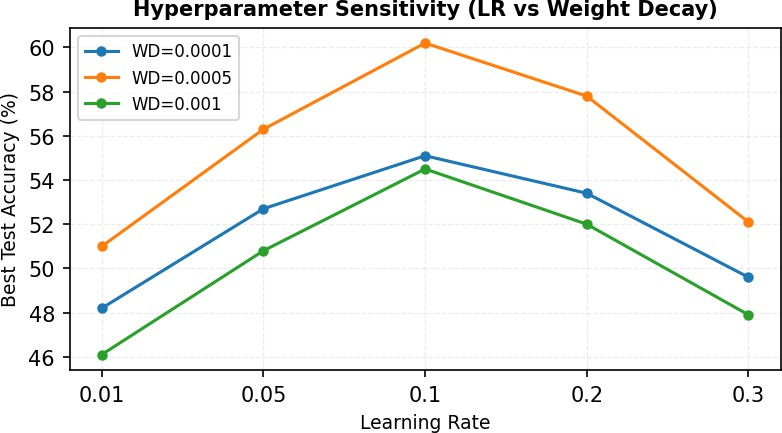 Hyperparameter Sensitivity (LR vs Weight Decay)
WD=0.0001
WD=0.0005
WD=0.001
Best Test Accuracy (%)
60
58
56
54
52
50
48
46
0.01 0.05 0.1 0.2 0.3
Learning Rate